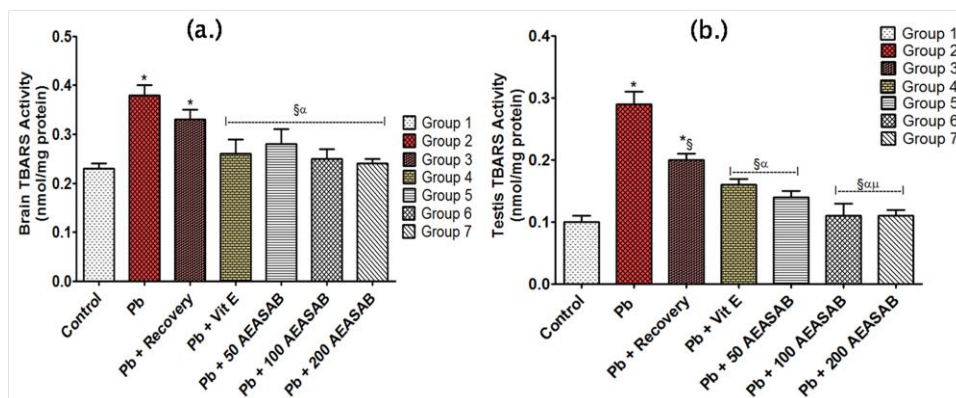 (a.)
Brain TBARS Activity
(nmol/mg protein)
0.5
0.4
0.3
0.2
0.1
0.0
*
*
§α
Group 1
Group 2
Group 3
Group 4
Group 5
Group 6
Group 7
Control
Pb
Pb + Recovery
Pb + Vit E
Pb + 50 AEASAB
Pb + 100 AEASAB
Pb + 200 AEASAB
(b.)
Testis TBARS Activity
(nmol/mg protein)
0.4
0.3
0.2
0.1
0.0
*
*§
§α
§αμ
Group 1
Group 2
Group 3
Group 4
Group 5
Group 6
Group 7
Control
Pb
Pb + Recovery
Pb + Vit E
Pb + 50 AEASAB
Pb + 100 AEASAB
Pb + 200 AEASAB